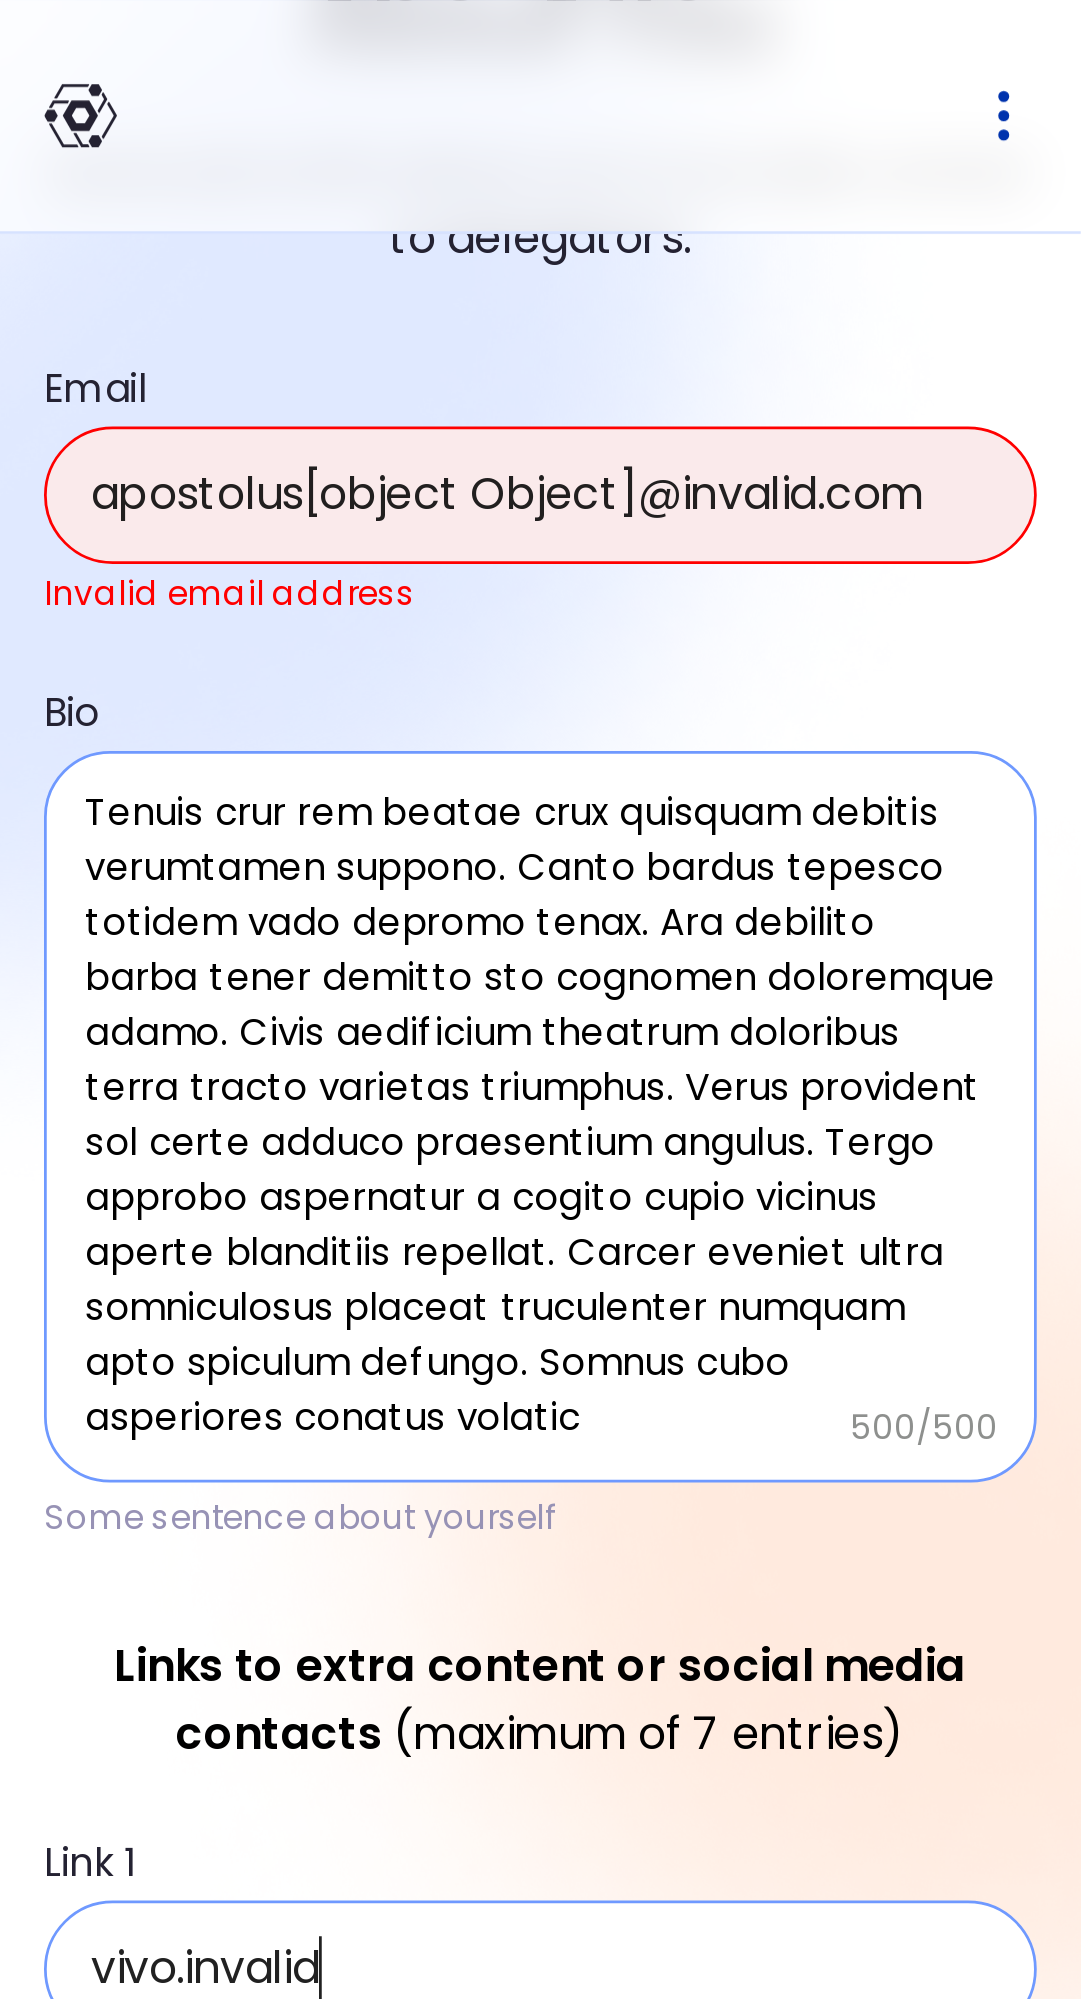 to delegators.
Email
apostolus[object Object]@invalid.com
Invalid email address
Bio
Tenuis crur rem beatae crux quisquam debitis
verumtamen suppono. Canto bardus tepesco
totidem vado depromo tenax. Ara debilito
barba tener demitto sto cognomen doloremque
adamo. Civis aedificium theatrum doloribus
terra tracto varietas triumphus. Verus provident
sol certe adduco praesentium angulus. Tergo
approbo aspernatur a cogito cupio vicinus
aperte blanditiis repellat. Carcer eveniet ultra
somniculosus placeat truculenter numquam
apto spiculum defungo. Somnus cubo
asperiores conatus volatic
500/500
Some sentence about yourself
Links to extra content or social media
contacts (maximum of 7 entries)
Link 1
vivo.invalid